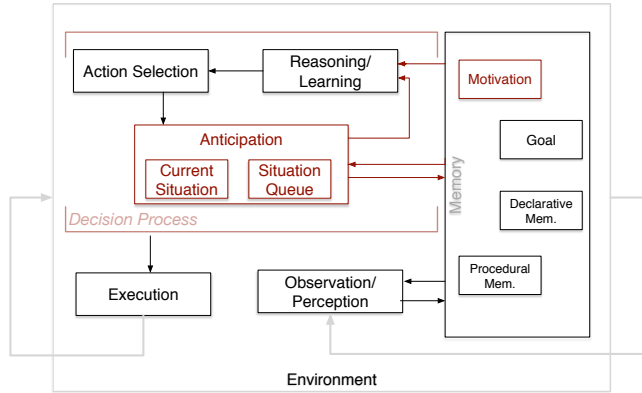 Action Selection
Reasoning/
Learning
Motivation
Anticipation
Goal
Current
Situation
Situation
Queue
Memory
Declarative
Mem.
Decision Process
Procedural
Mem.
Execution
Observation/
Perception
Environment